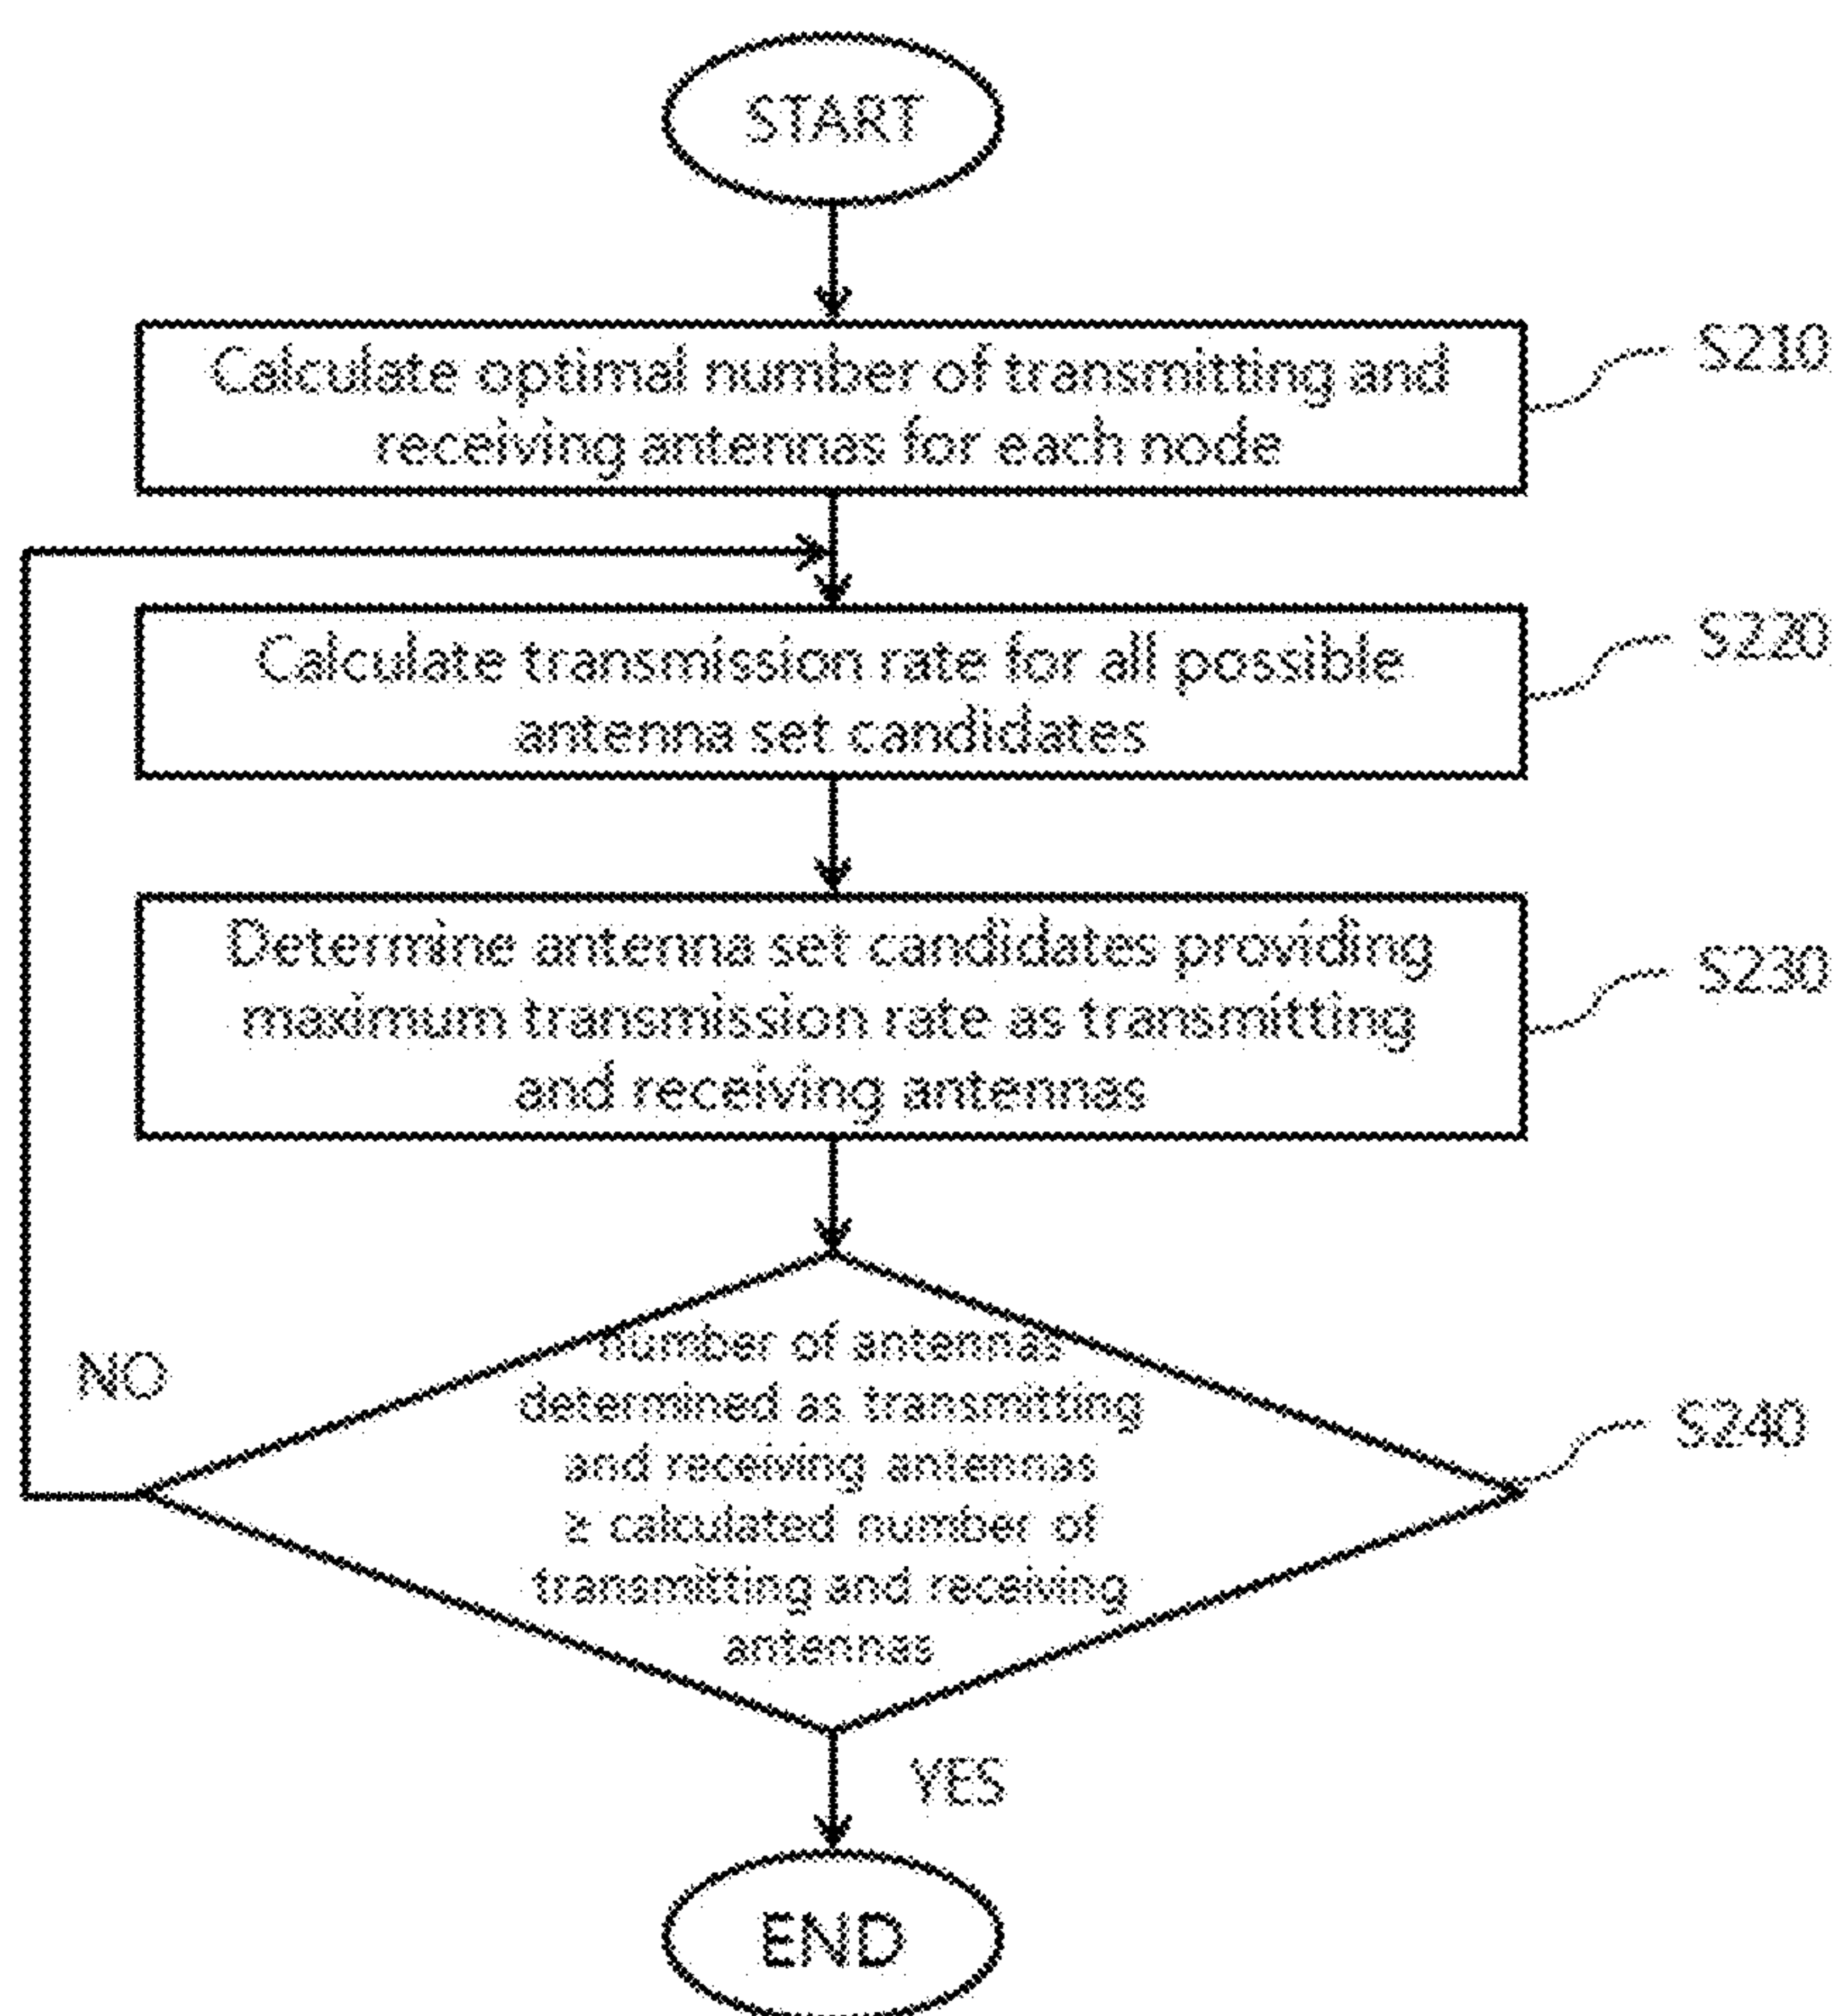 START
Calculate optimal number of transmitting and
receiving antennas for each node
S210
Calculate transmission rate for all possible
antenna set candidates
S220
Determine antenna set candidates providing
maximum transmission rate as transmitting
and receiving antennas
S230
number of antennas
determined as transmitting
and receiving antennas
≥ calculated number of
transmitting and receiving
antennas
S240
NO
YES
END